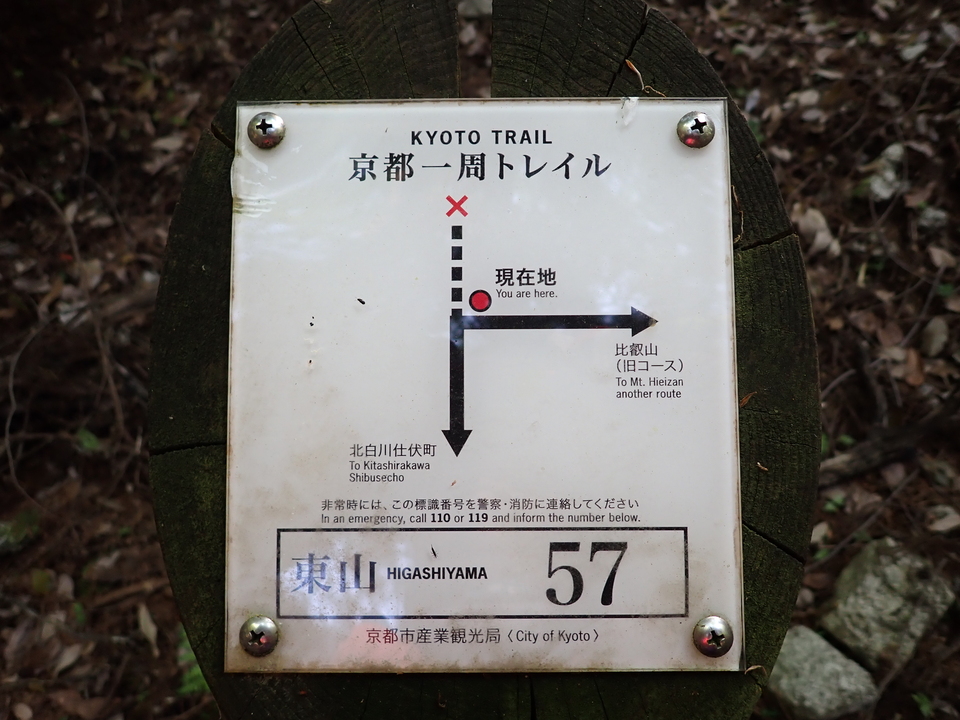 KYOTO TRAIL
京都一周トレイル
現在地
You are here.
比叡山
(旧コース)
To Mt. Hieizan
another route
北白川仕伏町
To Kitashirakawa
Shibusecho
非常時には、この標識番号を警察・消防に連絡してください
In an emergency, call 110 or 119 and inform the number below.
東山 HIGASHIYAMA 57
京都市産業観光局〈City of Kyoto〉